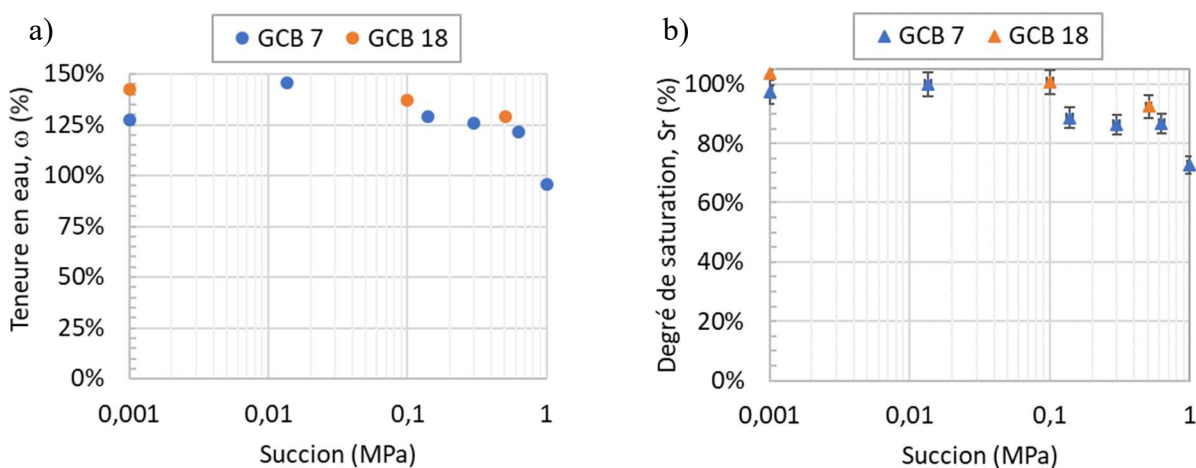 a)
GCB 7 GCB 18
150%
125%
100%
75%
50%
25%
0%
Teneure en eau, ω (%)
0,001 0,01 0,1 1
Succion (MPa)
b)
GCB 7 GCB 18
100%
80%
60%
40%
20%
0%
Degré de saturation, Sr (%)
0,001 0,01 0,1 1
Succion (MPa)